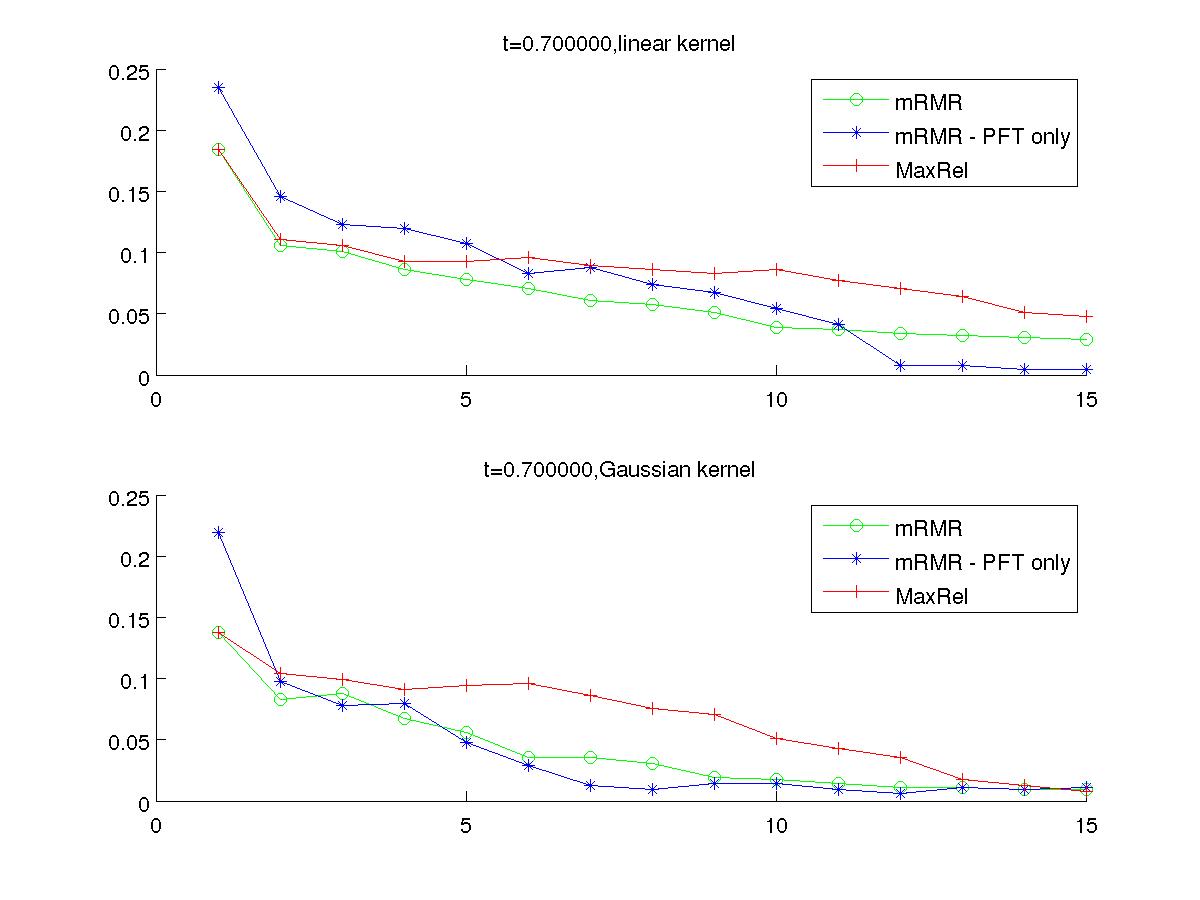 t=0.700000,linear kernel
0.25
0.2
0.15
0.1
0.05
0
0 5 10 15
mRMR
mRMR - PFT only
MaxRel
t=0.700000,Gaussian kernel
0.25
0.2
0.15
0.1
0.05
0
0 5 10 15
mRMR
mRMR - PFT only
MaxRel